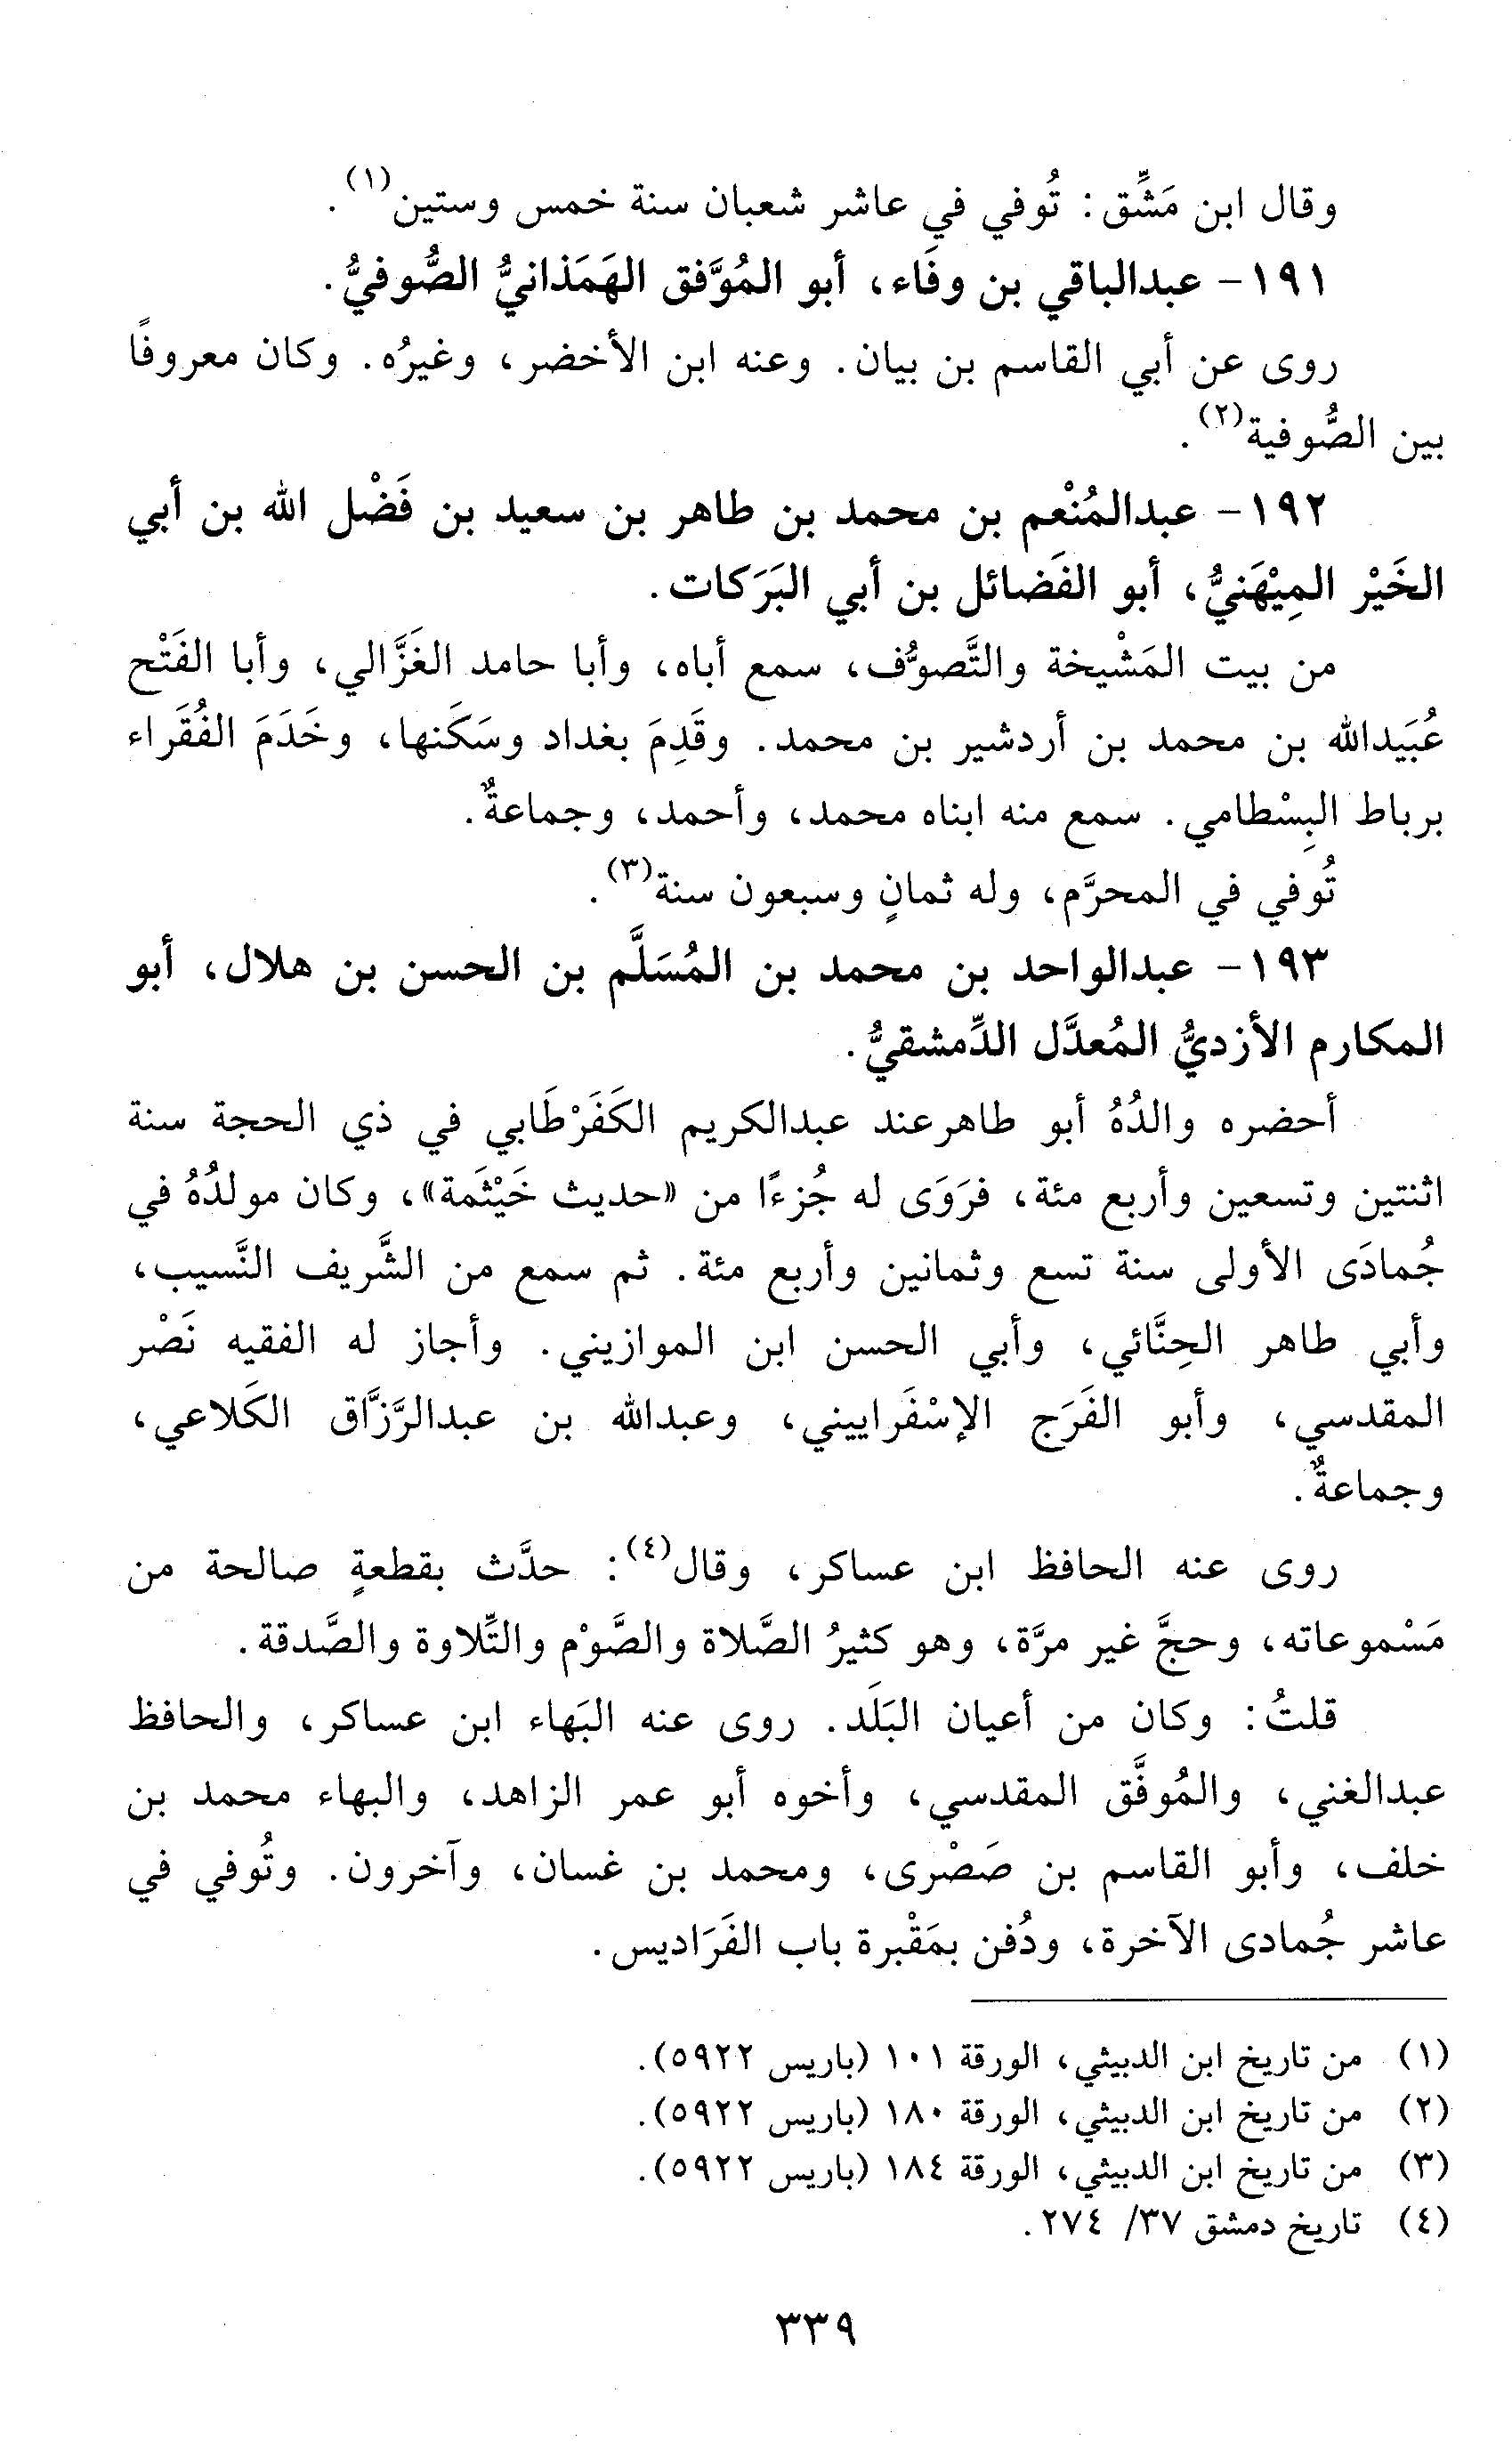 وقال ابن مَشِّق: تُوفي في عاشر شعبان سنة خمس وستين(١).
١٩١- عبدالباقي بن وفَاء، أبو المُوَفَّق الهَمَذانيُّ الصُّوفيُّ.
روى عن أبي القاسم بن بيان. وعنه ابن الأخضر، وغيرُه. وكان معروفًا
بين الصُّوفية(٢).
١٩٢- عبدالمُنْعم بن محمد بن طاهر بن سعيد بن فَضْل الله بن أبي
الخَيْر المِيْهَنيُّ، أبو الفَضائل بن أبي البَرَكات.
من بيت المَشْيخة والتَّصوُّف، سمع أباه، وأبا حامد الغَزَّالي، وأبا الفَتْح
عُبَيدالله بن محمد بن أردشير بن محمد. وقَدِمَ بغداد وسَكَنها، وخَدَمَ الفُقَراء
برباط البِسْطامي. سمع منه ابناه محمد، وأحمد، وجماعةٌ.
تُوفي في المحرَّم، وله ثمانٍ وسبعون سنة(٣).
١٩٣- عبدالواحد بن محمد بن المُسَلَّم بن الحسن بن هلال، أبو
المكارم الأزديُّ المُعدَّل الدِّمشقيُّ.
أحضره والدُهُ أبو طاهرعند عبدالكريم الكَفَرْطَابي في ذي الحجة سنة
اثنتين وتسعين وأربع مئة، فرَوَى له جُزءًا من «حديث خَيْثَمة»، وكان مولدُهُ في
جُمادَى الأولى سنة تسع وثمانين وأربع مئة. ثم سمع من الشَّريف النَّسيب،
وأبي طاهر الحِنَّائي، وأبي الحسن ابن الموازيني. وأجاز له الفقيه نَصْر
المقدسي، وأبو الفَرَج الإسْفَراييني، وعبدالله بن عبدالرَّزَّاق الكَلاعي،
وجماعةٌ.
روى عنه الحافظ ابن عساكر، وقال(٤): حدَّث بقطعةٍ صالحة من
مَسْموعاته، وحجَّ غير مرَّة، وهو كثيرُ الصَّلاة والصَّوْم والتِّلاوة والصَّدقة.
قلتُ: وكان من أعيان البَلَد. روى عنه البَهاء ابن عساكر، والحافظ
عبدالغني، والمُوفَّق المقدسي، وأخوه أبو عمر الزاهد، والبهاء محمد بن
خلف، وأبو القاسم بن صَصْرى، ومحمد بن غسان، وآخرون. وتُوفي في
عاشر جُمادى الآخرة، ودُفن بمَقْبرة باب الفَرَاديس.
(١) من تاريخ ابن الدبيثي، الورقة ١٠١ (باريس ٥٩٢٢).
(٢) من تاريخ ابن الدبيثي، الورقة ١٨٠ (باريس ٥٩٢٢).
(٣) من تاريخ ابن الدبيثي، الورقة ١٨٤ (باريس ٥٩٢٢).
(٤) تاريخ دمشق ٣٧/ ٢٧٤.
٣٣٩